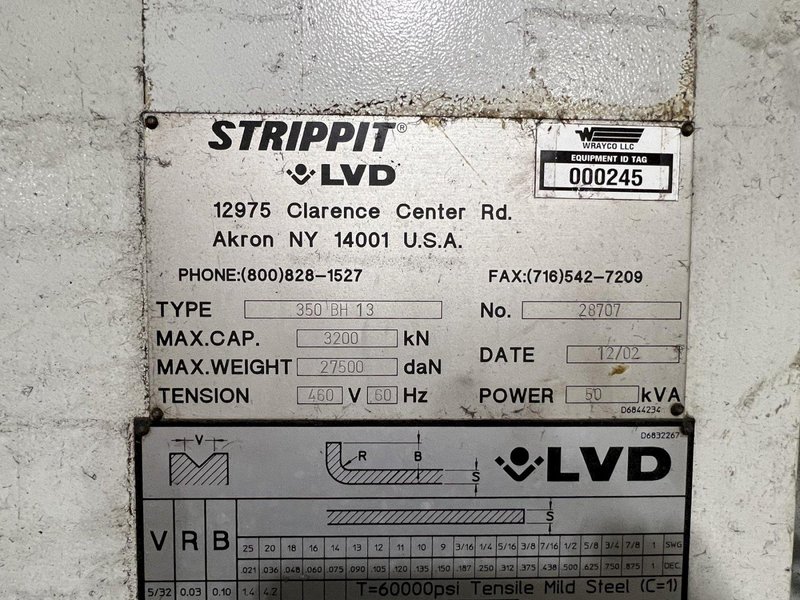 STRIPPIT®
LVD
WRAYCO LLC
EQUIPMENT ID TAG
000245
12975 Clarence Center Rd.
Akron NY 14001 U.S.A.
PHONE:(800)828-1527 FAX:(716)542-7209
TYPE 350 BH 13 No. 28707
MAX.CAP. 3200 kN
MAX.WEIGHT 27500 daN
DATE 12/02
TENSION 460 V 60 Hz POWER 50 kVA
D6844234
D6832267
V R B S
LVD
S
V R B
25 20 18 16 14 13 12 11 10 9 3/16 1/4 5/16 3/8 7/16 1/2 5/8 3/4 7/8 1 SWG
.021 .036 .048 .060 .075 .090 .105 .120 .135 .150 .187 .250 .312 .375 .438 .500 .625 .750 .875 1 DEC.
5/32 0.03 0.10 1.4 4.2 T=60000psi Tensile Mild Steel (C=1)